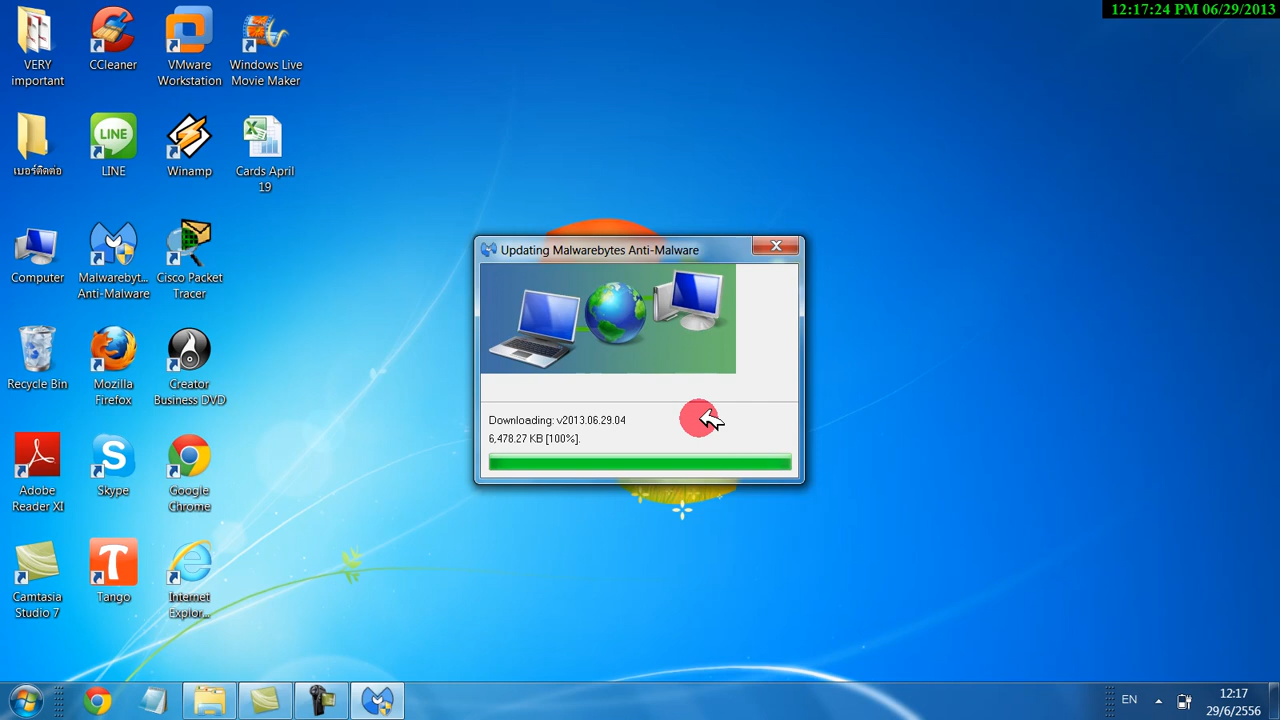 12:17:24 PM 06/29/2013
VERY
important
CCleaner
VMware
Workstation
Windows Live
Movie Maker
เบอร์ติดต่อ
LINE
LINE
Winamp
Cards April
19
Computer
Malwarebyt...
Anti-Malware
Cisco Packet
Tracer
Recycle Bin
Mozilla
Firefox
Creator
Business DVD
Adobe
Reader XI
Skype
Google
Chrome
Camtasia
Studio 7
Tango
Internet
Explor...
Updating Malwarebytes Anti-Malware
Downloading: v2013.06.29.04
6,478.27 KB [100%].
EN
12:17
29/6/2556